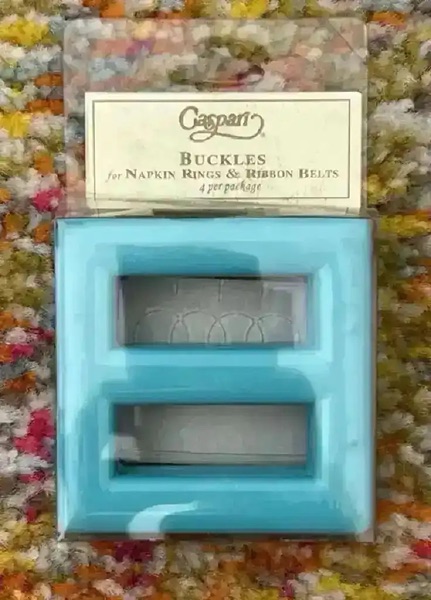 Caspari®
BUCKLES
for NAPKIN RINGS & RIBBON BELTS
4 per package